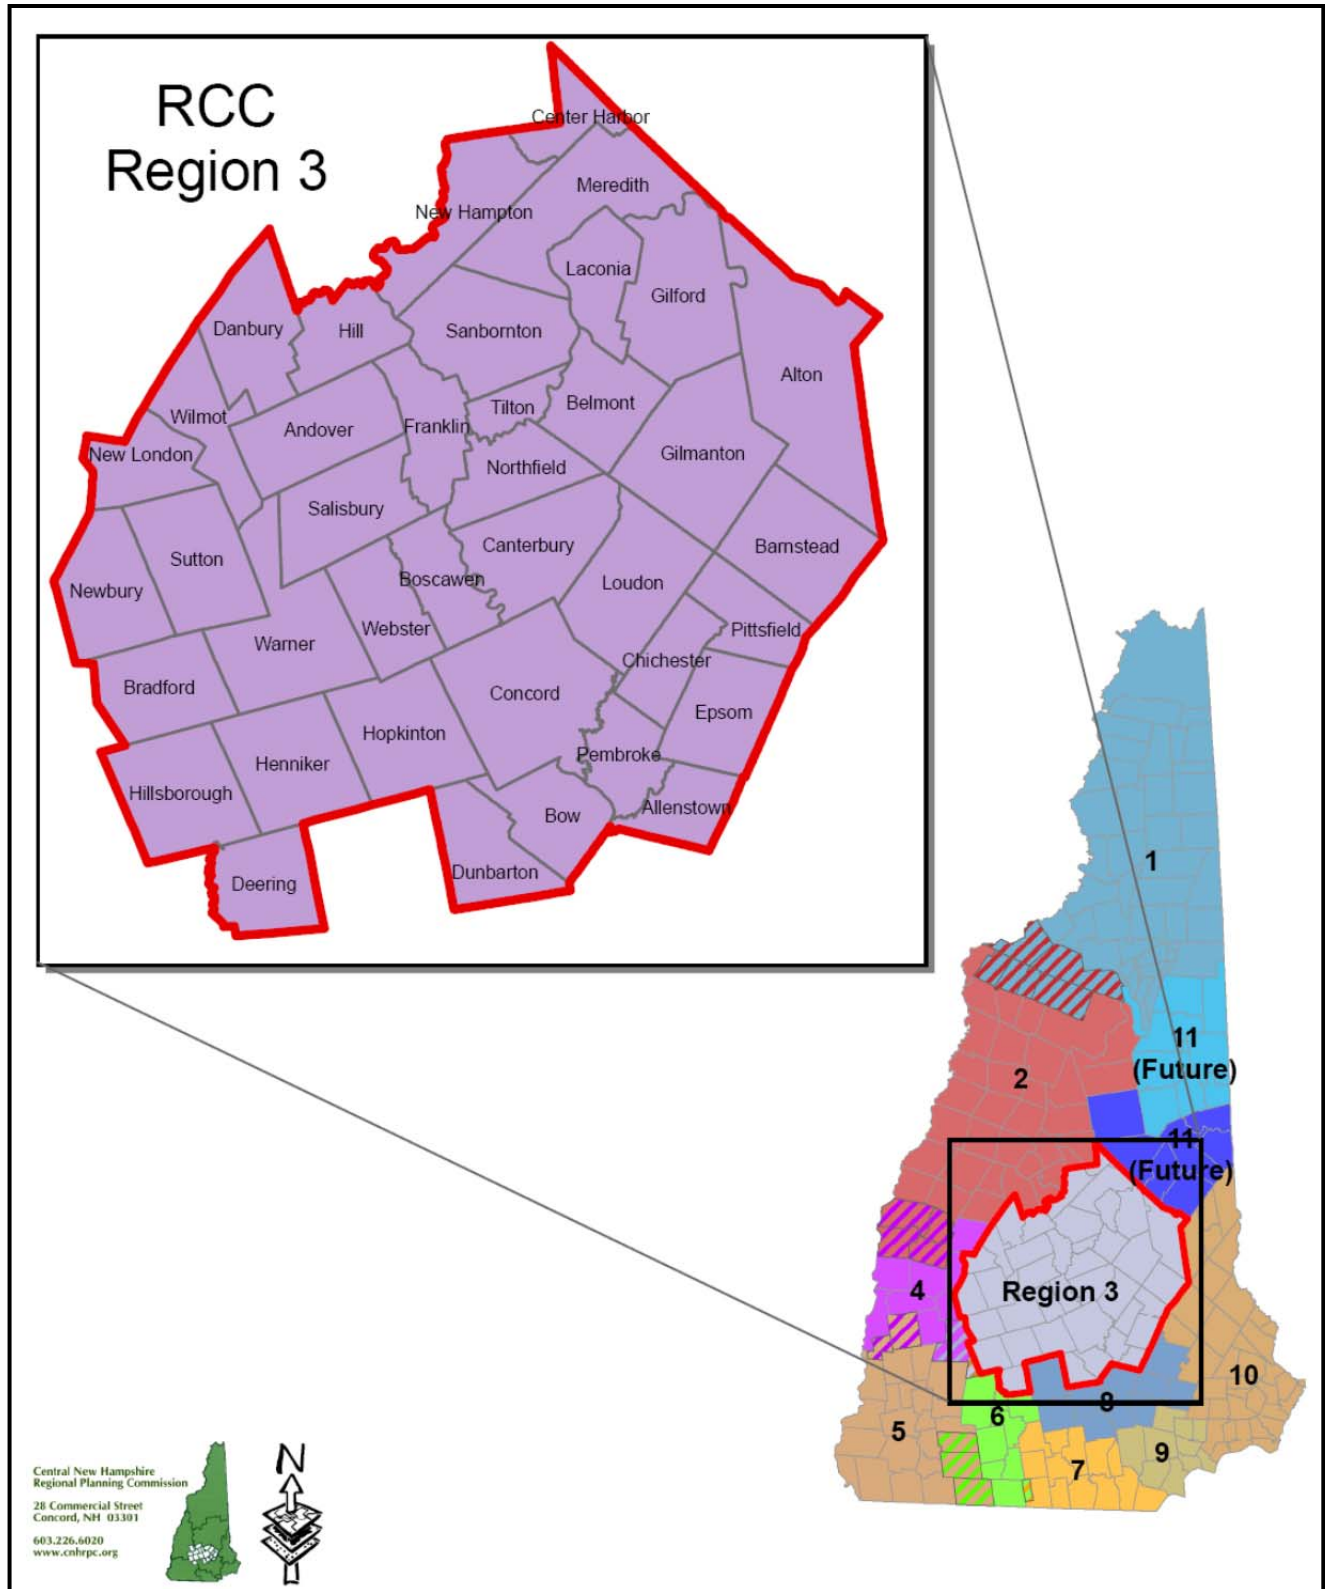 RCC
Region 3
Center Harbor
Meredith
New Hampton
Laconia
Gilford
Danbury
Hill
Sanbornton
Alton
Wilmot
Andover
Franklin
Tilton
Belmont
New London
Northfield
Gilmanton
Salisbury
Sutton
Canterbury
Barnstead
Newbury
Boscawen
Loudon
Warner
Webster
Pittsfield
Chichester
Bradford
Concord
Epsom
Hopkinton
Henniker
Pembroke
Hillsborough
Bow
Allenstown
Deering
Dunbarton
1
11
(Future)
2
11
(Future)
4
Region 3
10
8
6
5
9
7
Central New Hampshire
Regional Planning Commission
28 Commercial Street
Concord, NH 03301
603.226.6020
www.cnhrpc.org
N